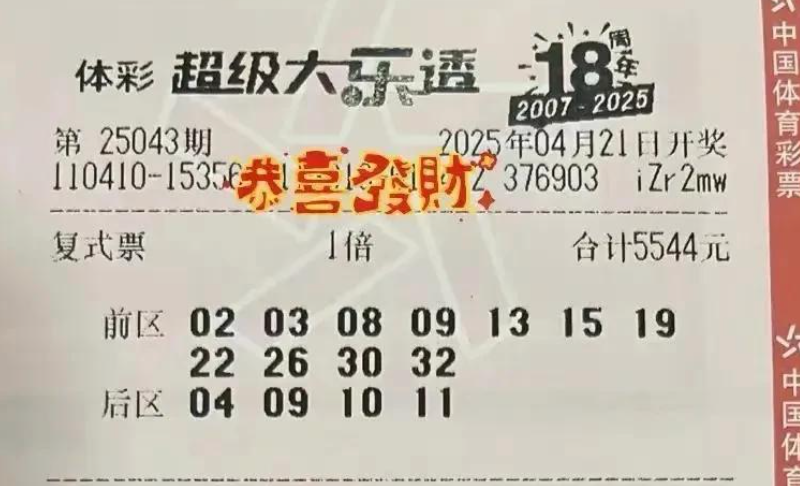 体彩 超级大乐透 18周年
2007-2025
第 25043期 2025年04月21日开奖
110410-15356 恭喜發財 2 376903 iZr2mw
复式票 1倍 合计5544元
前区 02 03 08 09 13 15 19
22 26 30 32
后区 04 09 10 11
中国体育彩票
中国体育